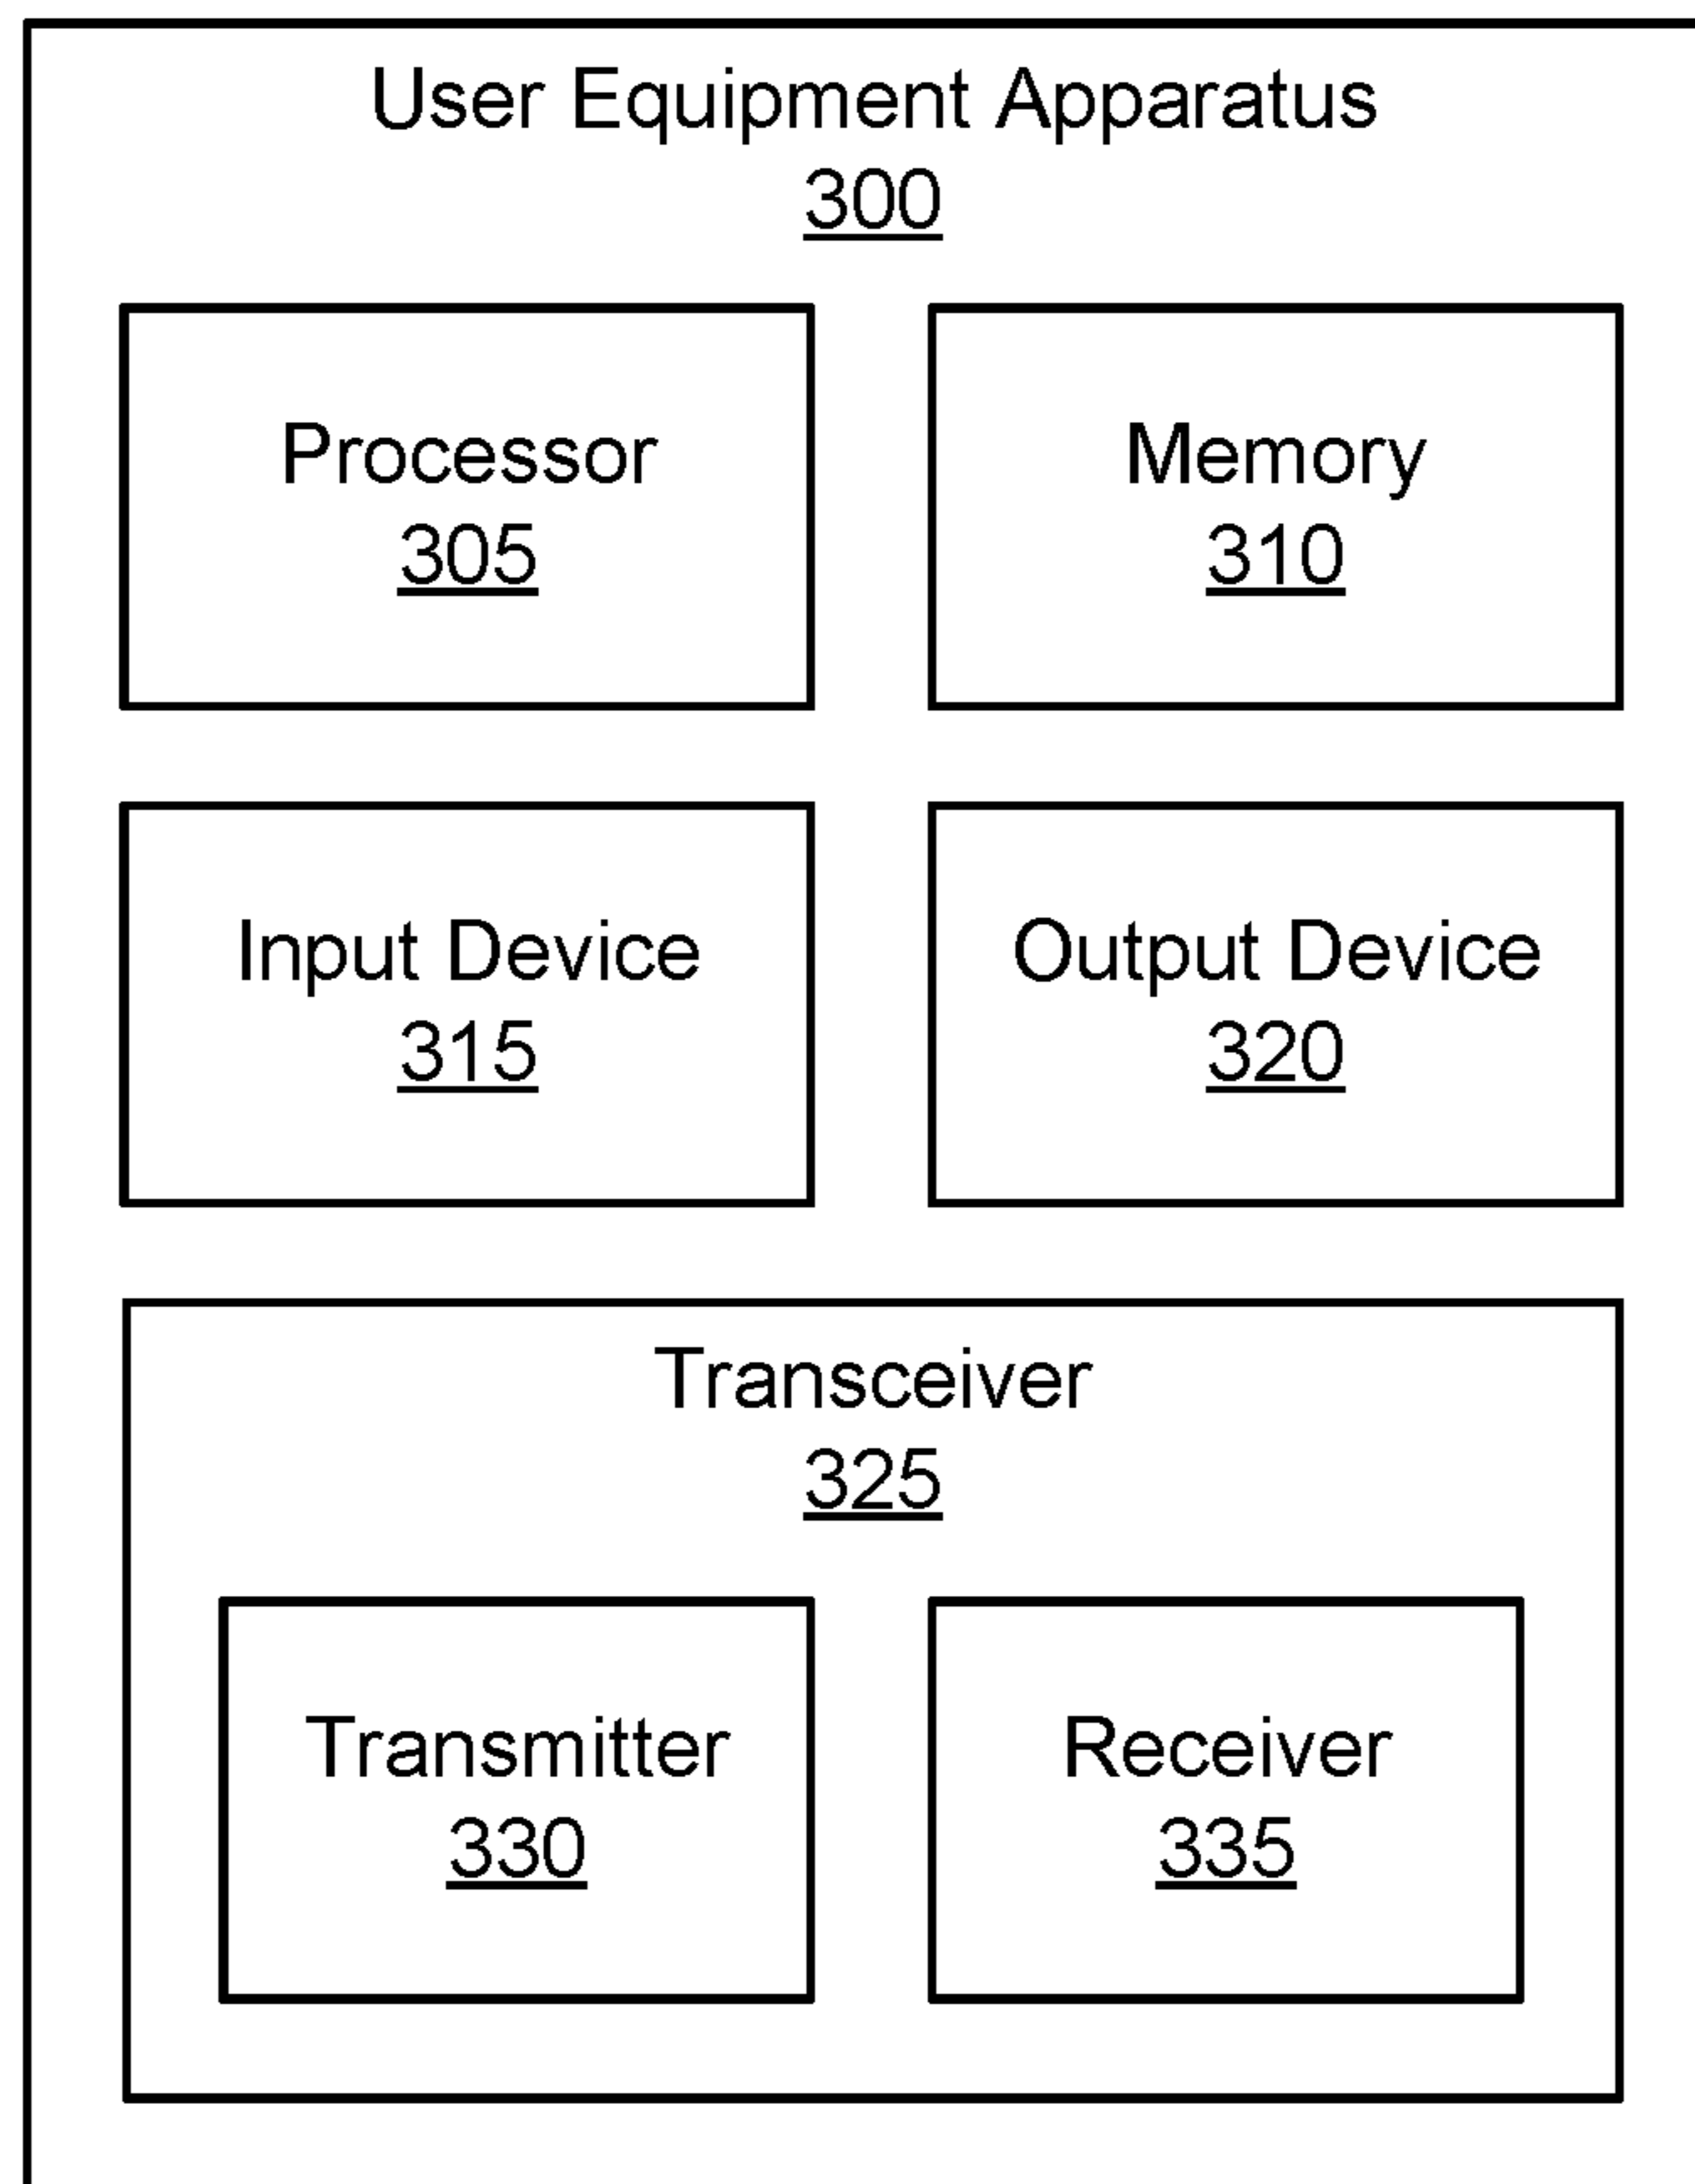 User Equipment Apparatus
300
Processor
305
Memory
310
Input Device
315
Output Device
320
Transceiver
325
Transmitter
330
Receiver
335